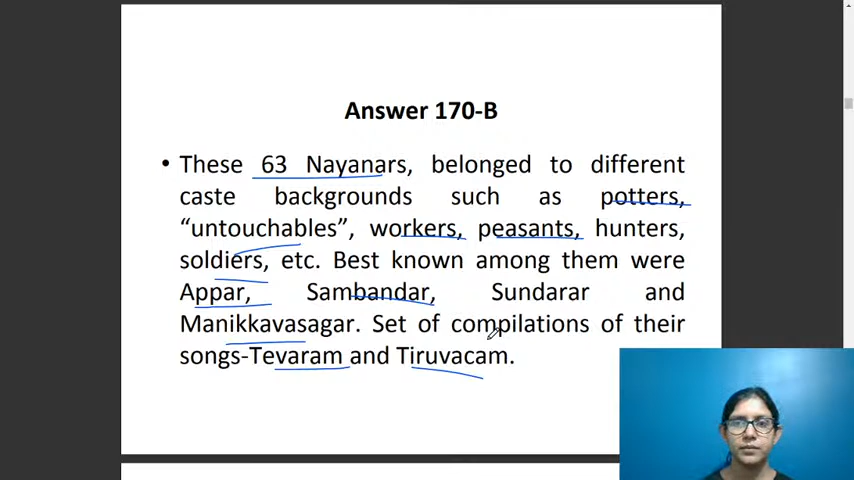 Answer 170-B
• These 63 Nayanars, belonged to different
caste backgrounds such as potters,
“untouchables”, workers, peasants, hunters,
soldiers, etc. Best known among them were
Appar, Sambandar, Sundarar and
Manikkavasagar. Set of compilations of their
songs-Tevaram and Tiruvacam.